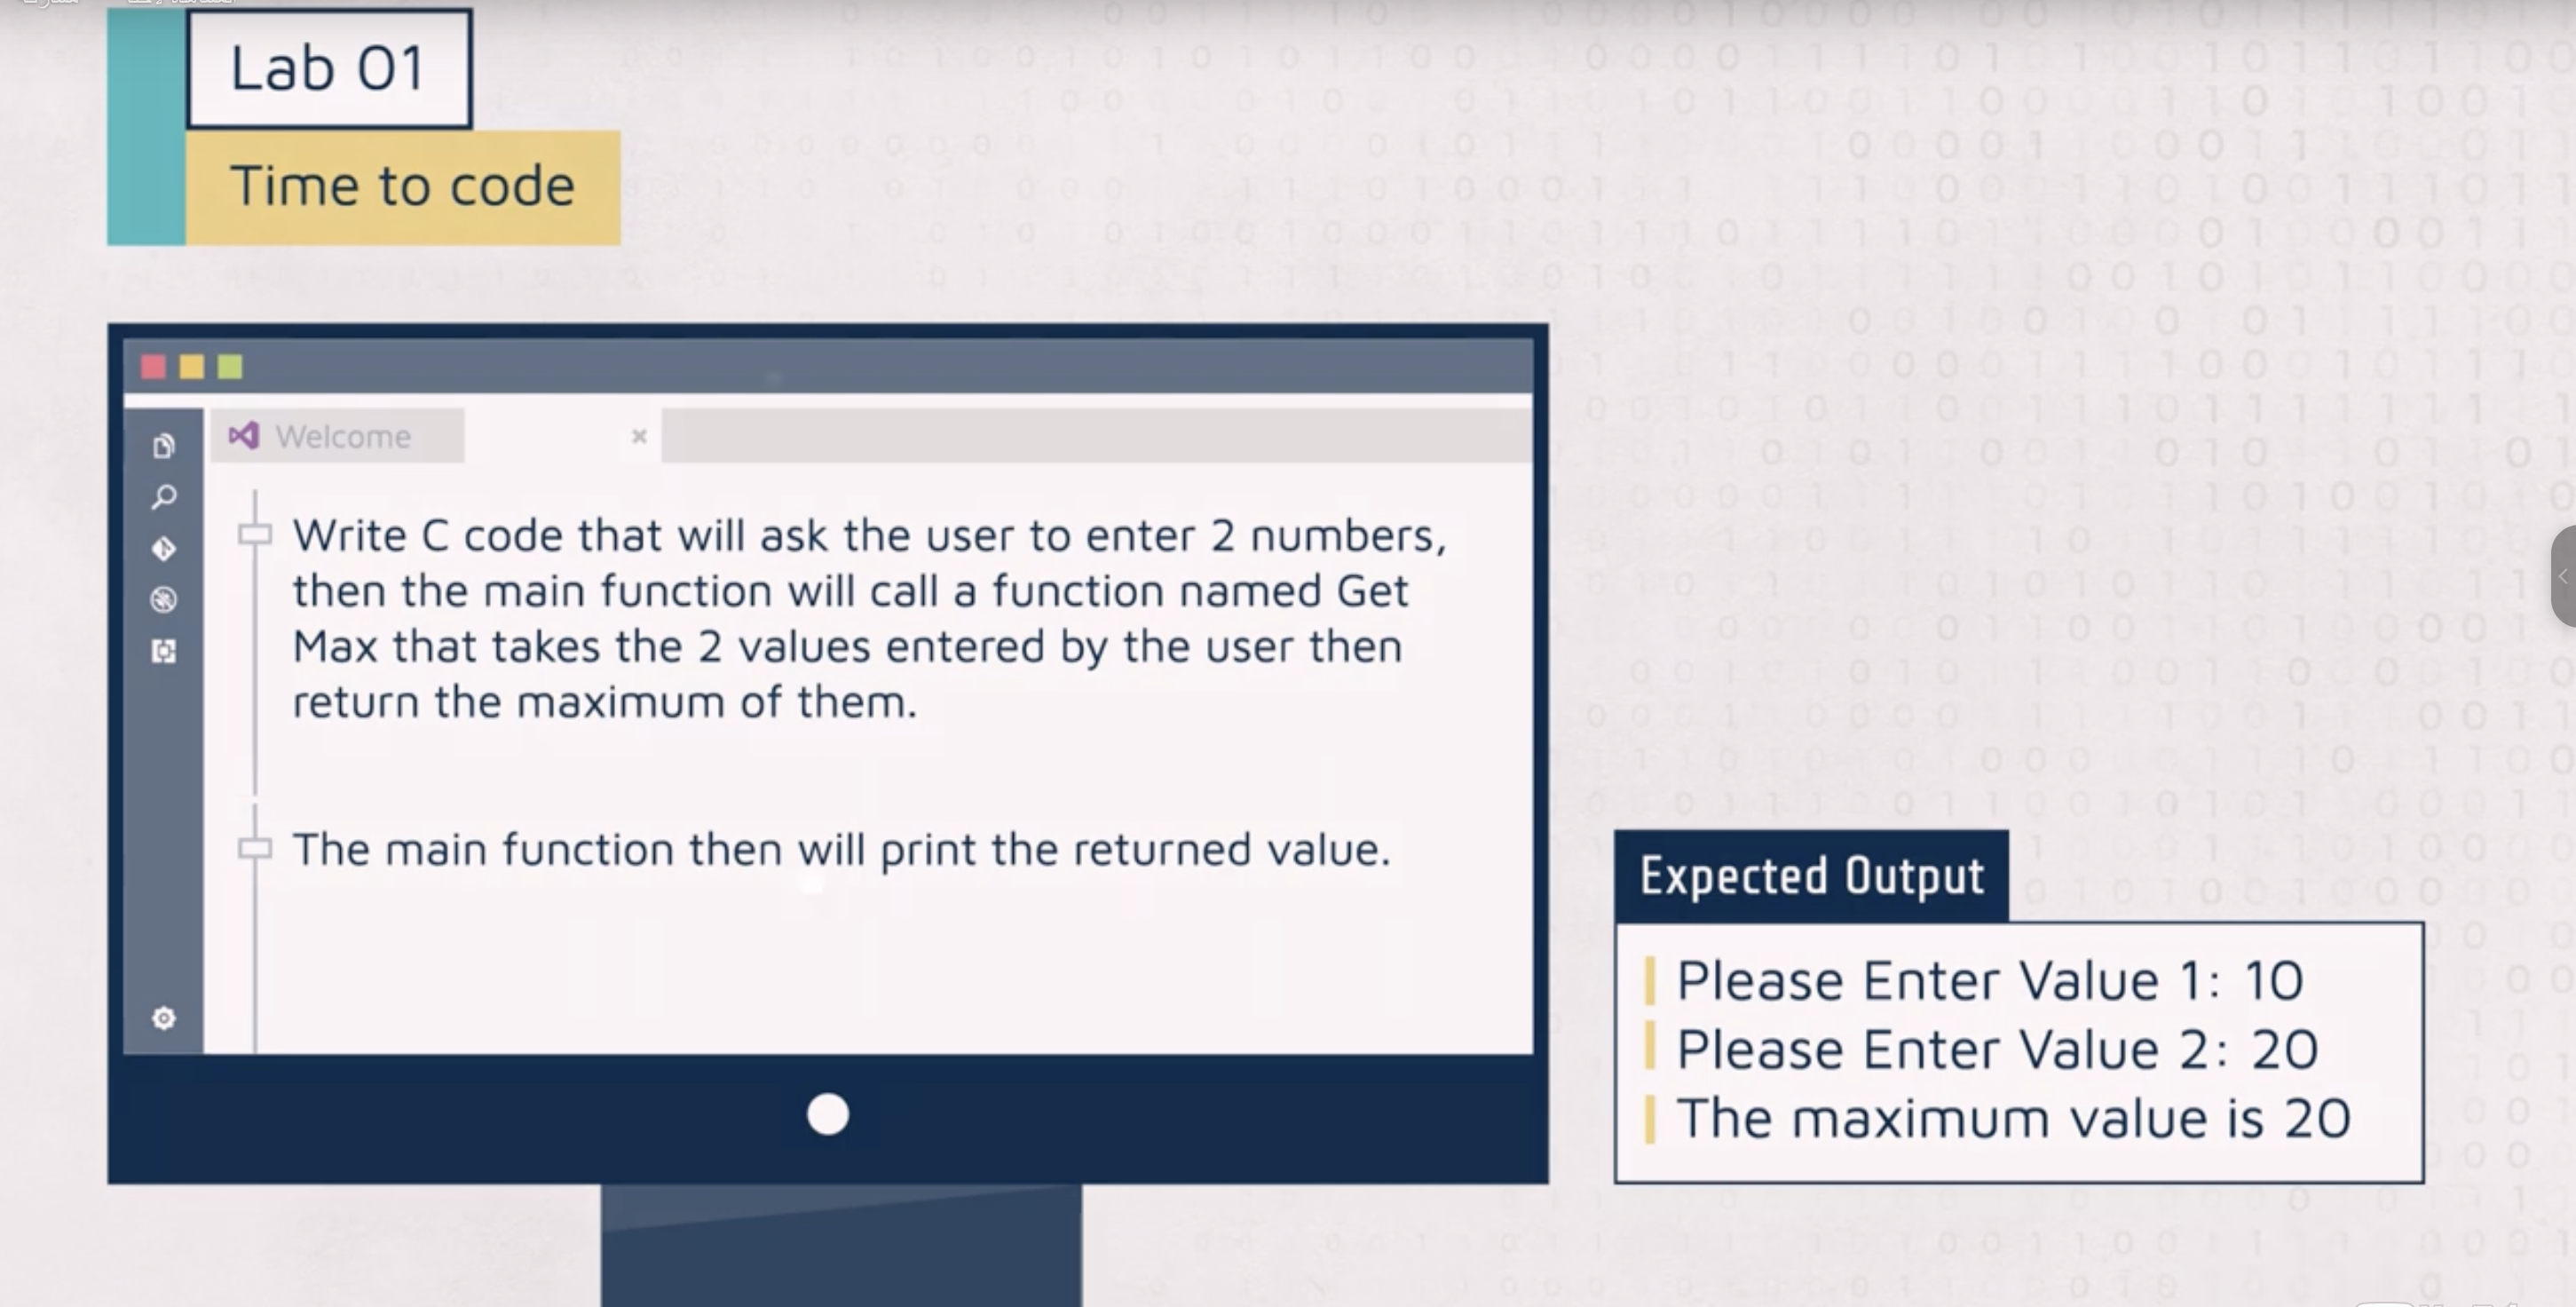 Lab 01
Time to code
Welcome
Write C code that will ask the user to enter 2 numbers,
then the main function will call a function named Get
Max that takes the 2 values entered by the user then
return the maximum of them.
The main function then will print the returned value.
Expected Output
Please Enter Value 1: 10
Please Enter Value 2: 20
The maximum value is 20